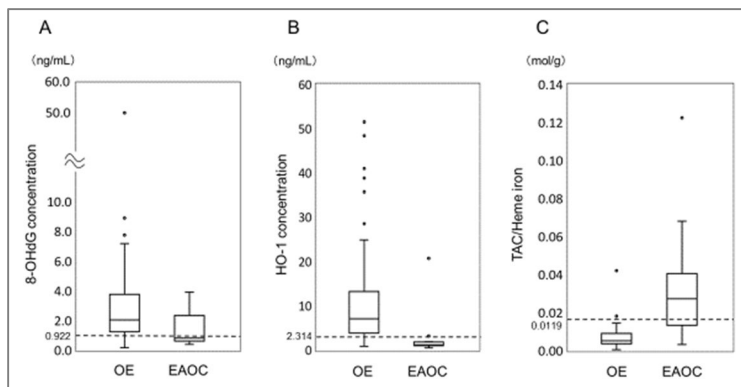 A
(ng/mL)
8-OHdG concentration
60.0
50.0
10.0
8.0
6.0
4.0
2.0
0.922
0.0
OE EAOC
B
(ng/mL)
HO-1 concentration
60
50
40
30
20
10
2.314
0
OE EAOC
C
(mol/g)
TAC/Heme iron
0.14
0.12
0.10
0.08
0.06
0.04
0.02
0.0119
0.00
OE EAOC